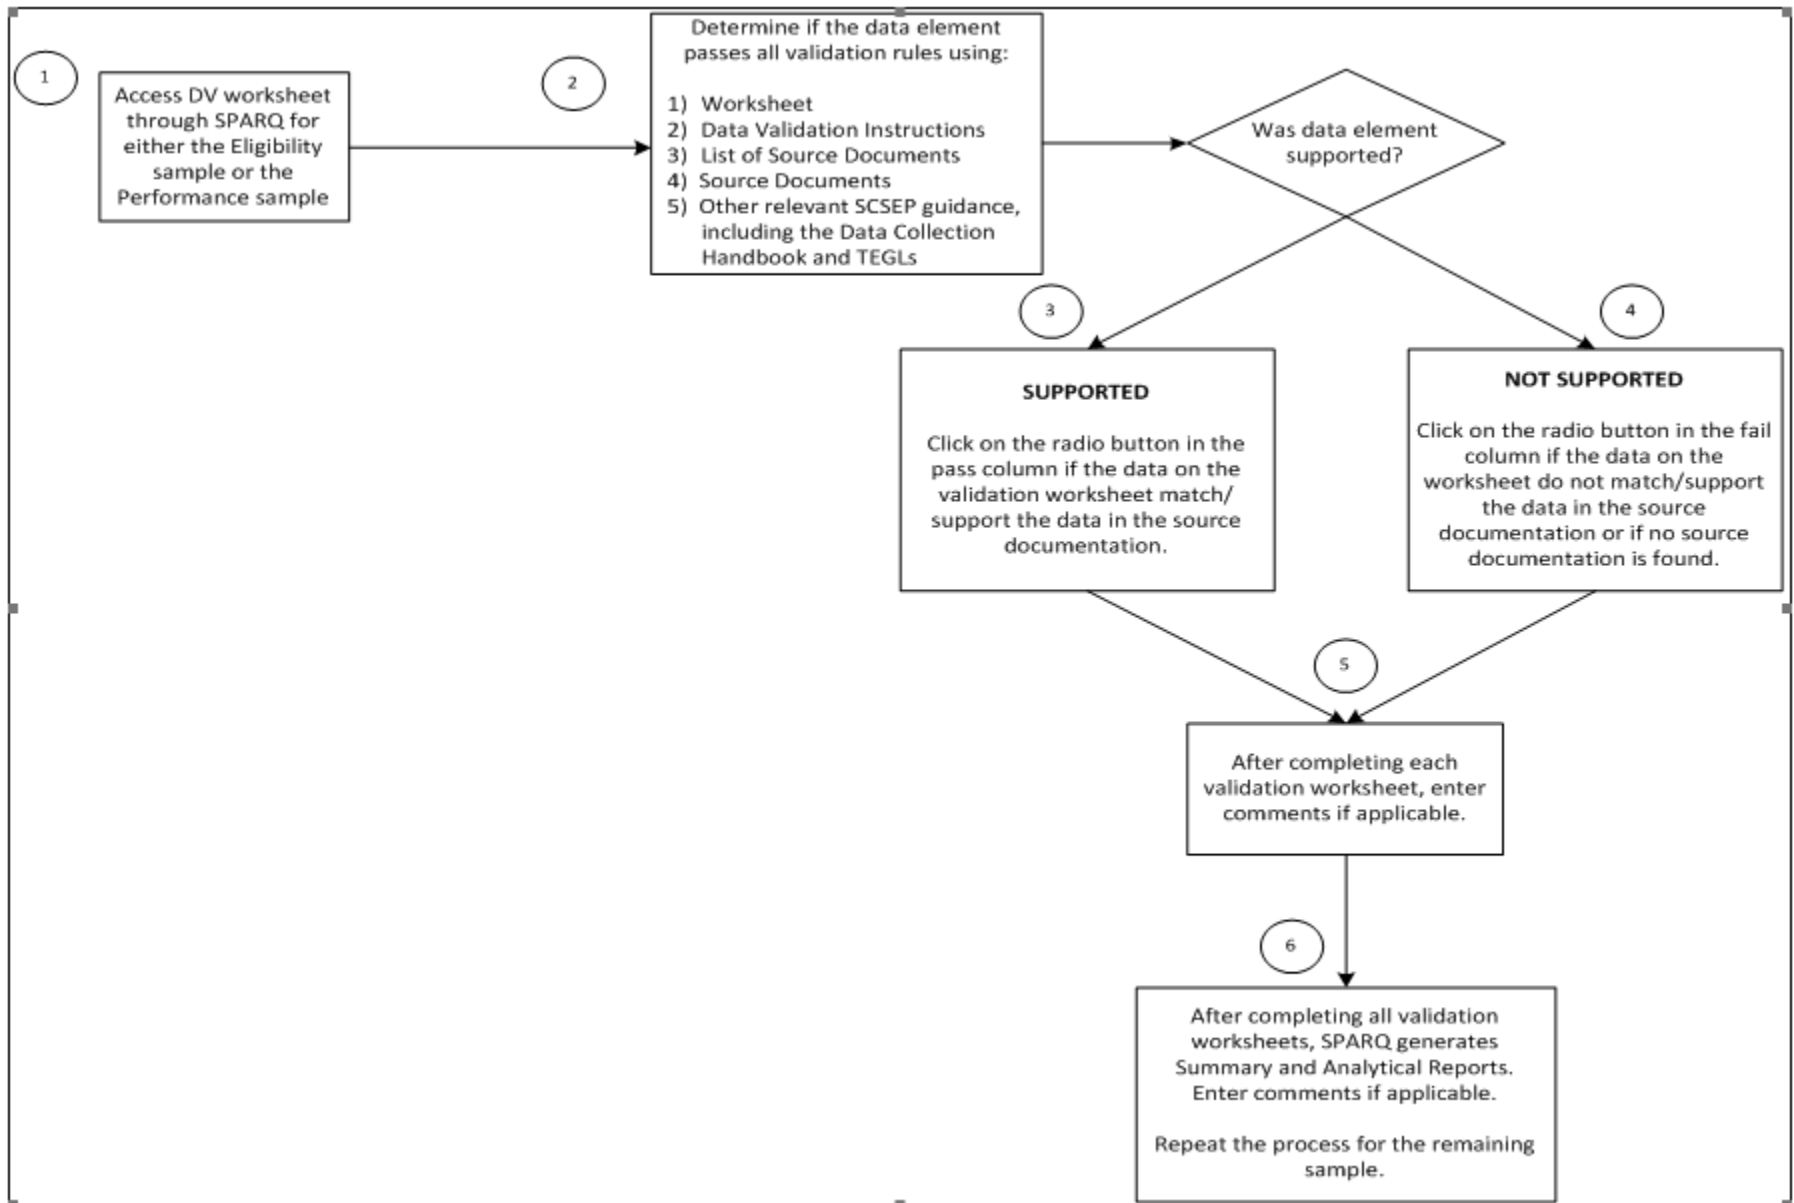 1
Access DV worksheet
through SPARQ for
either the Eligibility
sample or the
Performance sample
2
Determine if the data element
passes all validation rules using:
1) Worksheet
2) Data Validation Instructions
3) List of Source Documents
4) Source Documents
5) Other relevant SCSEP guidance,
including the Data Collection
Handbook and TEGLs
Was data element
supported?
3
SUPPORTED
Click on the radio button in the
pass column if the data on the
validation worksheet match/
support the data in the source
documentation.
4
NOT SUPPORTED
Click on the radio button in the fail
column if the data on the
worksheet do not match/support
the data in the source
documentation or if no source
documentation is found.
5
After completing each
validation worksheet, enter
comments if applicable.
6
After completing all validation
worksheets, SPARQ generates
Summary and Analytical Reports.
Enter comments if applicable.
Repeat the process for the remaining
sample.